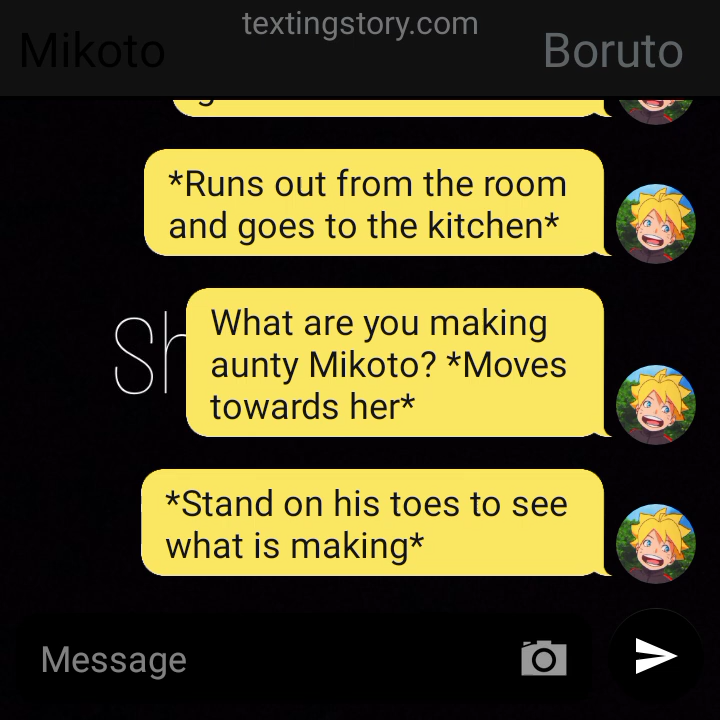 textingstory.com
Mikoto
Boruto
*Runs out from the room
and goes to the kitchen*
Sh
What are you making
aunty Mikoto? *Moves
towards her*
*Stand on his toes to see
what is making*
Message